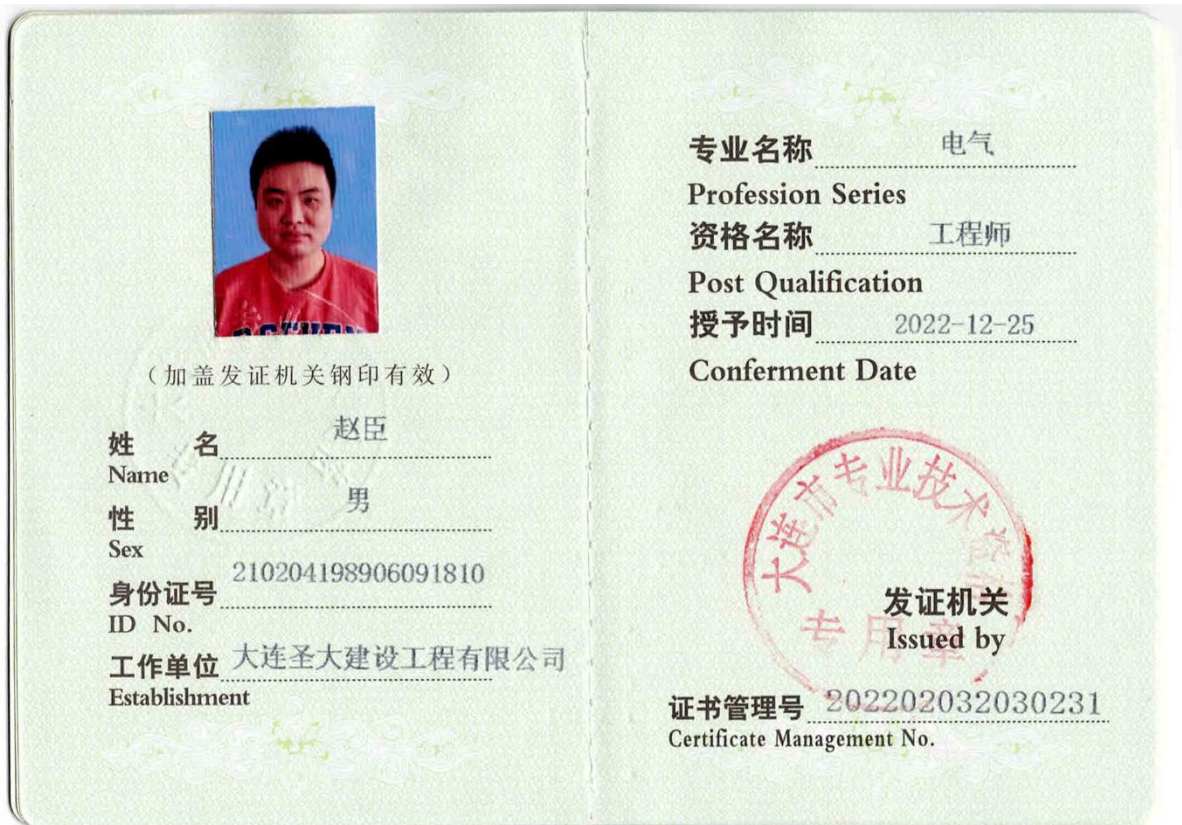 （加盖发证机关钢印有效）
姓 名 赵臣
Name
性 别 男
Sex
身份证号 210204198906091810
ID No.
工作单位 大连圣大建设工程有限公司
Establishment
专业名称 电气
Profession Series
资格名称 工程师
Post Qualification
授予时间 2022-12-25
Conferment Date
大连市专业技术资
专用章
发证机关
Issued by
证书管理号 202202032030231
Certificate Management No.